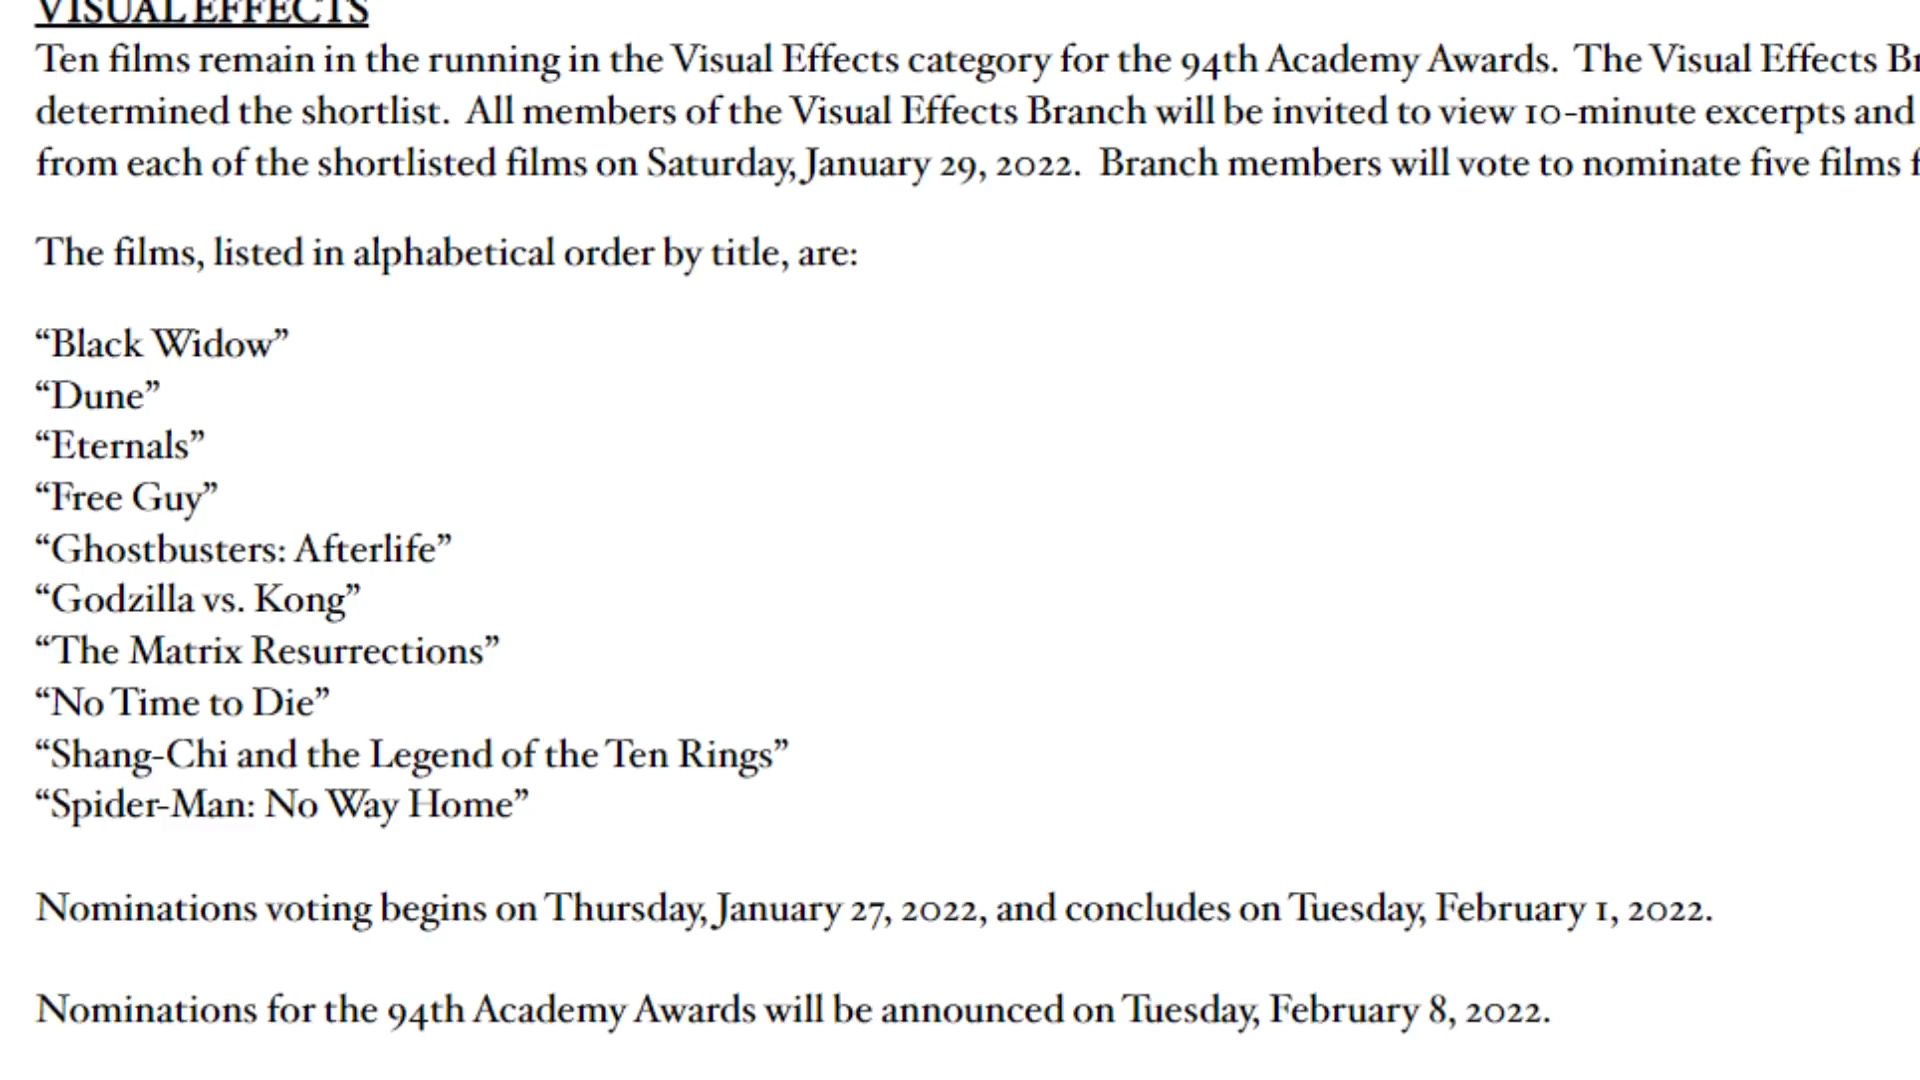 VISUAL EFFECTS
Ten films remain in the running in the Visual Effects category for the 94th Academy Awards.  The Visual Effects
determined the shortlist.  All members of the Visual Effects Branch will be invited to view 10-minute excerpts and
from each of the shortlisted films on Saturday, January 29, 2022.  Branch members will vote to nominate five films
The films, listed in alphabetical order by title, are:
“Black Widow”
“Dune”
“Eternals”
“Free Guy”
“Ghostbusters: Afterlife”
“Godzilla vs. Kong”
“The Matrix Resurrections”
“No Time to Die”
“Shang-Chi and the Legend of the Ten Rings”
“Spider-Man: No Way Home”
Nominations voting begins on Thursday, January 27, 2022, and concludes on Tuesday, February 1, 2022.
Nominations for the 94th Academy Awards will be announced on Tuesday, February 8, 2022.